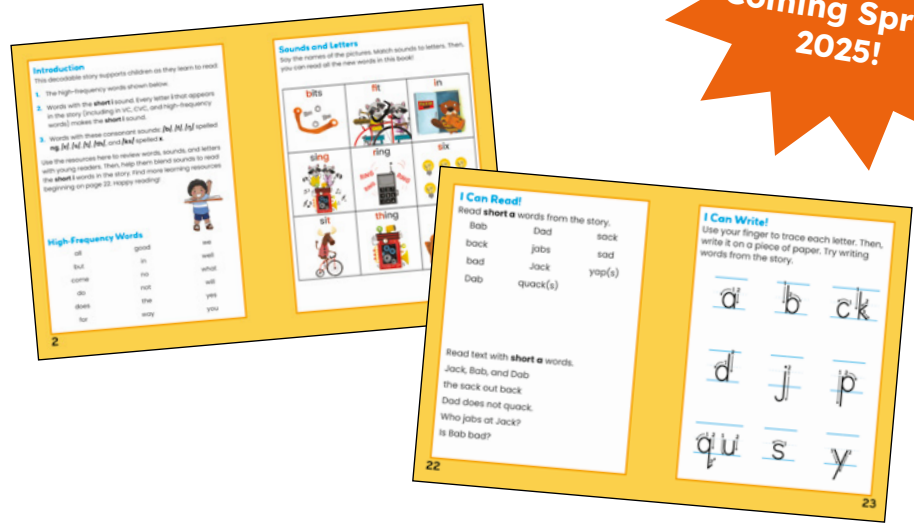 Coming Spr
2025!
Introduction
This decodable story supports children as they learn to read
1. The high-frequency words shown below.
2. Words with the short i sound. Every letter i that appears
in the story (including in VC, CVC, and high-frequency
words) makes the short i sound.
3. Words with these consonant sounds:
ng,
and /ks/ spelled x.
Use the resources here to review words, sounds, and letters
with young readers. Then, help them blend sounds to read
the short i words in the story. Find more learning resources
beginning on page 22. Happy reading!
High-Frequency Words
all good we
but in well
come no what
do not will
does the yes
for way you
2
Sounds and Letters
Say the names of the pictures. Match sounds to letters. Then,
you can read all the new words in this book!
bits fit in
sing ring six
sit thing
I Can Read!
Read short a words from the story.
Bab Dad sack
back jabs sad
bad Jack yap(s)
Dab quack(s)
Read text with short a words.
Jack, Bab, and Dab
the sack out back
Dad does not quack.
Who jabs at Jack?
Is Bab bad?
22
I Can Write!
Use your finger to trace each letter. Then,
write it on a piece of paper. Try writing
words from the story.
a b ck
d j p
qu s y
23